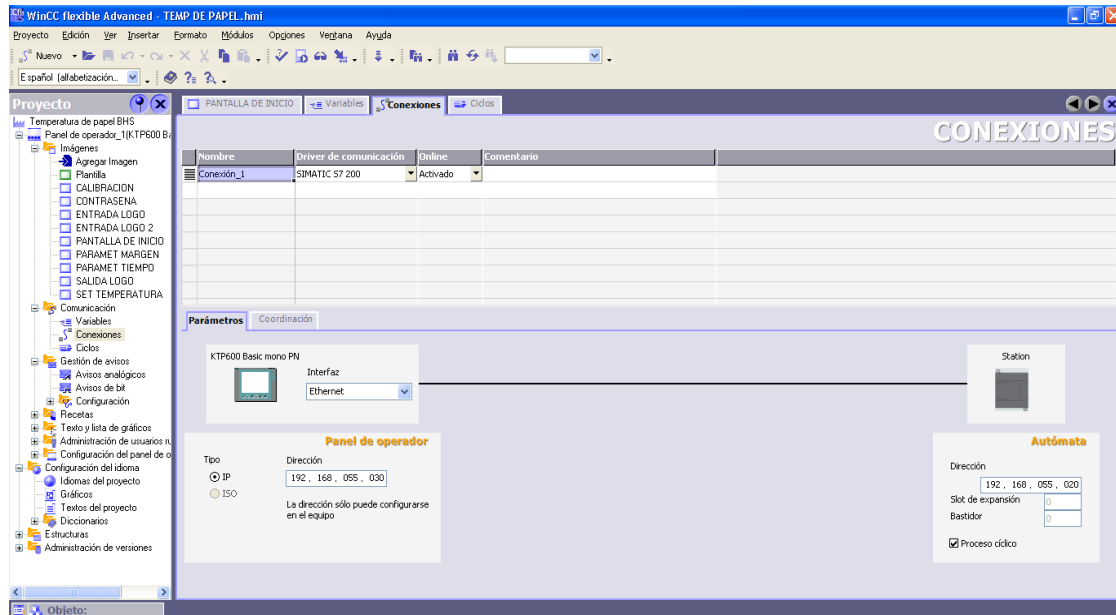 WinCC flexible Advanced - TEMP DE PAPEL.hmi
Proyecto Edición Ver Insertar Formato Módulos Opciones Ventana Ayuda
Nuevo
Español (alfabetización..
Proyecto
PANTALLA DE INICIO Variables Conexiones Ciclos
CONEXIONES
Temperatura de papel BHS
Panel de operador_1(KTP600 Ba
Imágenes
Agregar Imagen
Plantilla
CALIBRACION
CONTRASENA
ENTRADA LOGO
ENTRADA LOGO 2
PANTALLA DE INICIO
PARAMET MARGEN
PARAMET TIEMPO
SALIDA LOGO
SET TEMPERATURA
Comunicación
Variables
Conexiones
Ciclos
Gestión de avisos
Avisos analógicos
Avisos de bit
Configuración
Recetas
Texto y lista de gráficos
Administración de usuarios ru
Configuración del panel de o
Configuración del idioma
Idiomas del proyecto
Gráficos
Textos del proyecto
Diccionarios
Estructuras
Administración de versiones
Objeto:
Nombre Driver de comunicación Online Comentario
Conexión_1 SIMATIC S7 200 Activado
Parámetros Coordinación
KTP600 Basic mono PN
Interfaz
Ethernet
Station
Panel de operador
Tipo Dirección
IP 192 . 168 . 055 . 030
ISO
La dirección sólo puede configurarse
en el equipo
Autómata
Dirección
192 . 168 . 055 . 020
Slot de expansión 0
Bastidor 0
Proceso cíclico